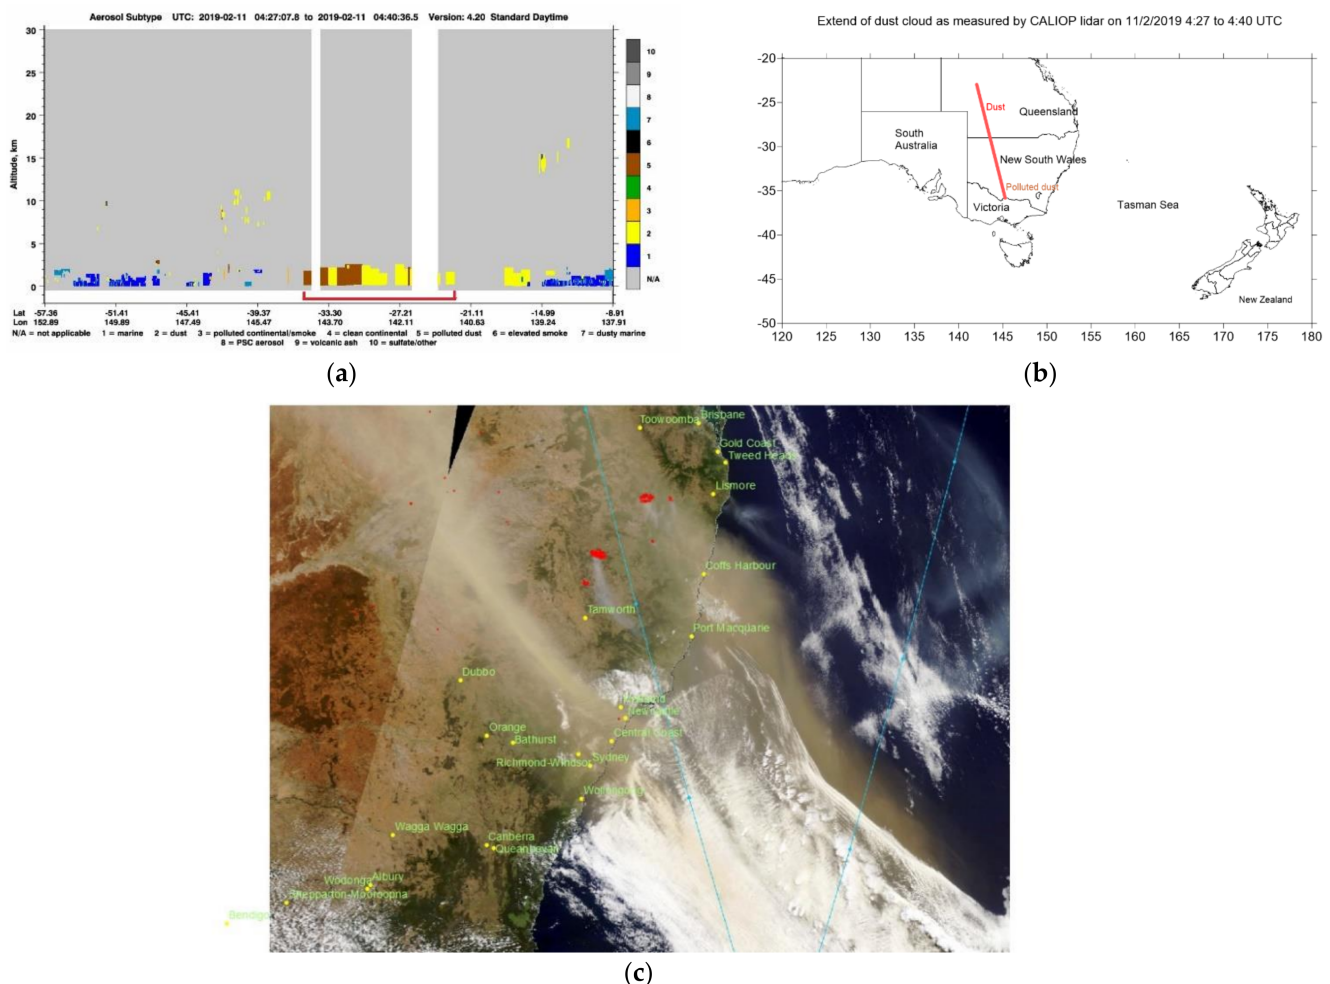 Aerosol Subtype UTC: 2019-02-11 04:27:07.8 to 2019-02-11 04:40:36.5 Version: 4.20 Standard Daytime
30
25
20
15
10
5
0
Altitude, km
10
9
8
7
6
5
4
3
2
1
N/A
Lat -57.36 -51.41 -45.41 -39.37 -33.30 -27.21 -21.11 -14.99 -8.91
Lon 152.89 149.89 147.49 145.47 143.70 142.11 140.63 139.24 137.91
N/A = not applicable 1 = marine 2 = dust 3 = polluted continental/smoke 4 = clean continental 5 = polluted dust 6 = elevated smoke 7 = dusty marine
8 = PSC aerosol 9 = volcanic ash 10 = sulfate/other
(a)
Extend of dust cloud as measured by CALIOP lidar on 11/2/2019 4:27 to 4:40 UTC
-20
-25
-30
-35
-40
-45
-50
Dust
Queensland
South
Australia
New South Wales
Polluted dust
Victoria
Tasman Sea
New Zealand
120 125 130 135 140 145 150 155 160 165 170 175 180
(b)
Toowoomba
Brisbane
Gold Coast
Tweed Heads
Lismore
Coffs Harbour
Tamworth
Port Macquarie
Dubbo
Newcastle
Orange
Central Coast
Bathurst
Richmond-Windsor
Sydney
Wollongong
Wagga Wagga
Canberra
Queanbeyan
Albury
Wodonga
Shepparton-Mooroopna
Bendigo
(c)